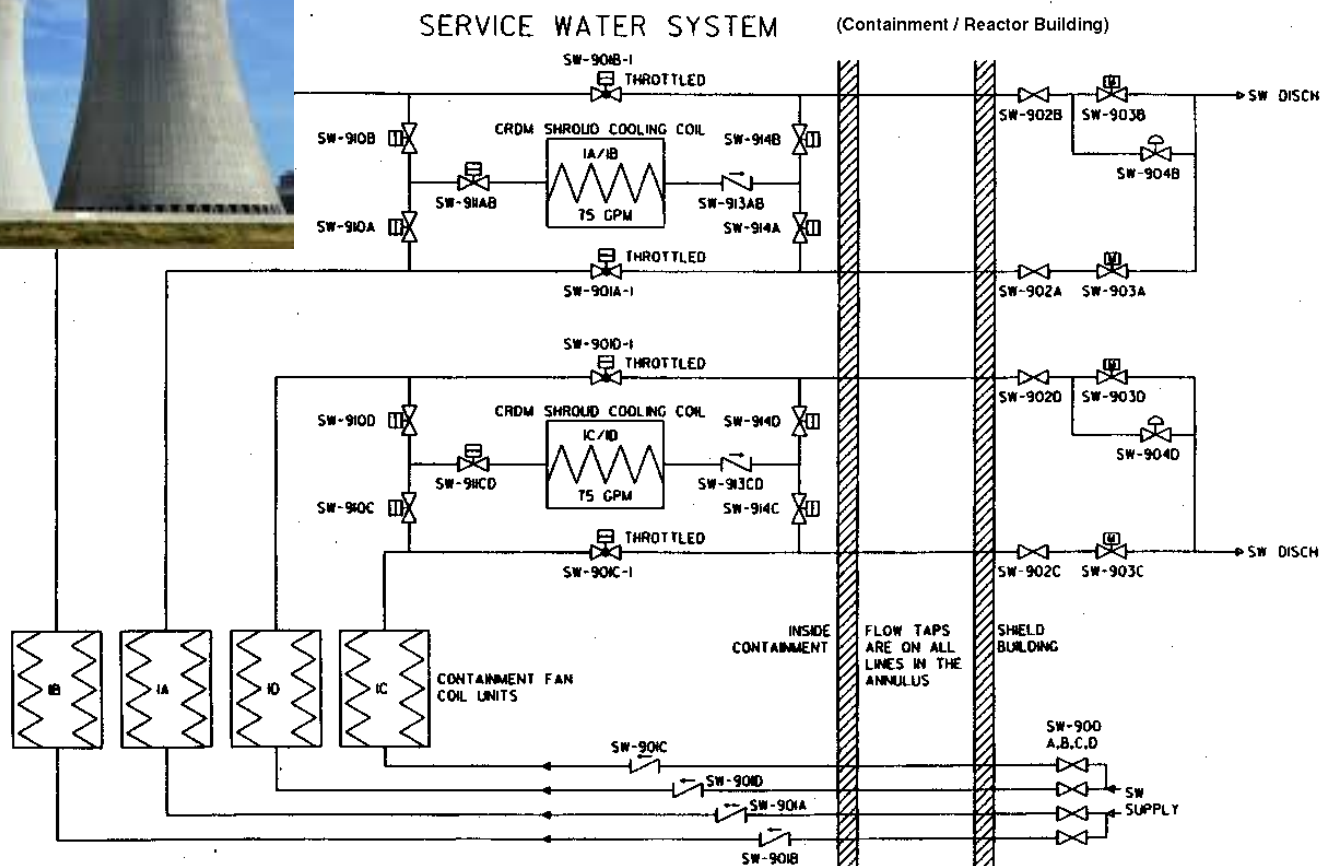 SERVICE WATER SYSTEM
(Containment / Reactor Building)
SW-901B-1
THROTTLED
SW DISCH
SW-902B
SW-903B
SW-904B
SW-910B
CRDM SHROUD COOLING COIL
SW-914B
1A/1B
SW-911AB
SW-913AB
75 GPM
SW-910A
SW-914A
THROTTLED
SW-901A-1
SW-902A
SW-903A
SW-901D-1
THROTTLED
SW-902D
SW-903D
SW-904D
SW-910D
CRDM SHROUD COOLING COIL
SW-914D
1C/1D
SW-911CD
SW-913CD
75 GPM
SW-910C
SW-914C
THROTTLED
SW-901C-1
SW DISCH
SW-902C
SW-903C
INSIDE
CONTAINMENT
FLOW TAPS
ARE ON ALL
LINES IN THE
ANNULUS
SHIELD
BUILDING
1B
1A
1D
1C
CONTAINMENT FAN
COIL UNITS
SW-900
A,B,C,D
SW-901C
SW-901D
SW
SUPPLY
SW-901A
SW-901B